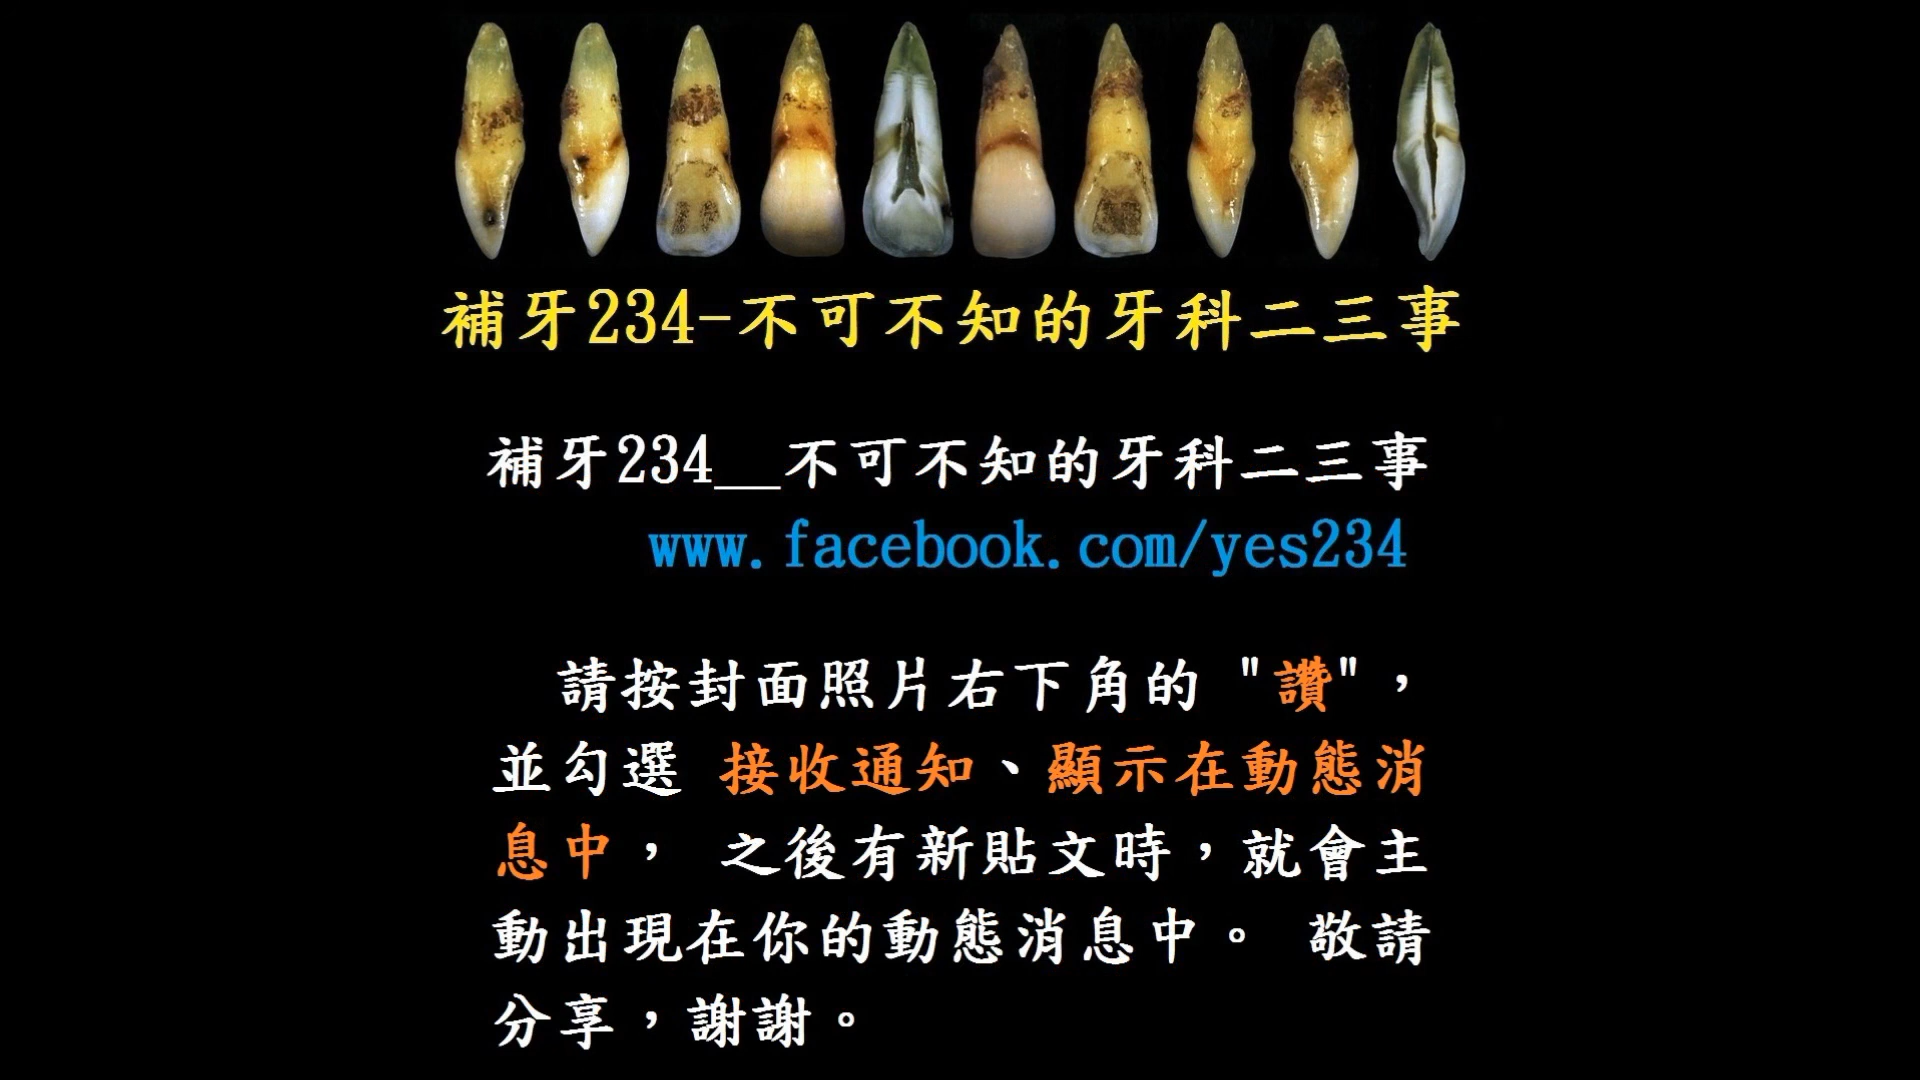 補牙234-不可不知的牙科二三事
補牙234__不可不知的牙科二三事
www.facebook.com/yes234
請按封面照片右下角的 "讚"，
並勾選 接收通知、顯示在動態消
息中， 之後有新貼文時，就會主
動出現在你的動態消息中。 敬請
分享，謝謝。